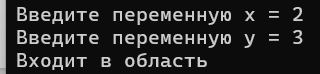 Введите переменную x = 2
Введите переменную y = 3
Входит в область